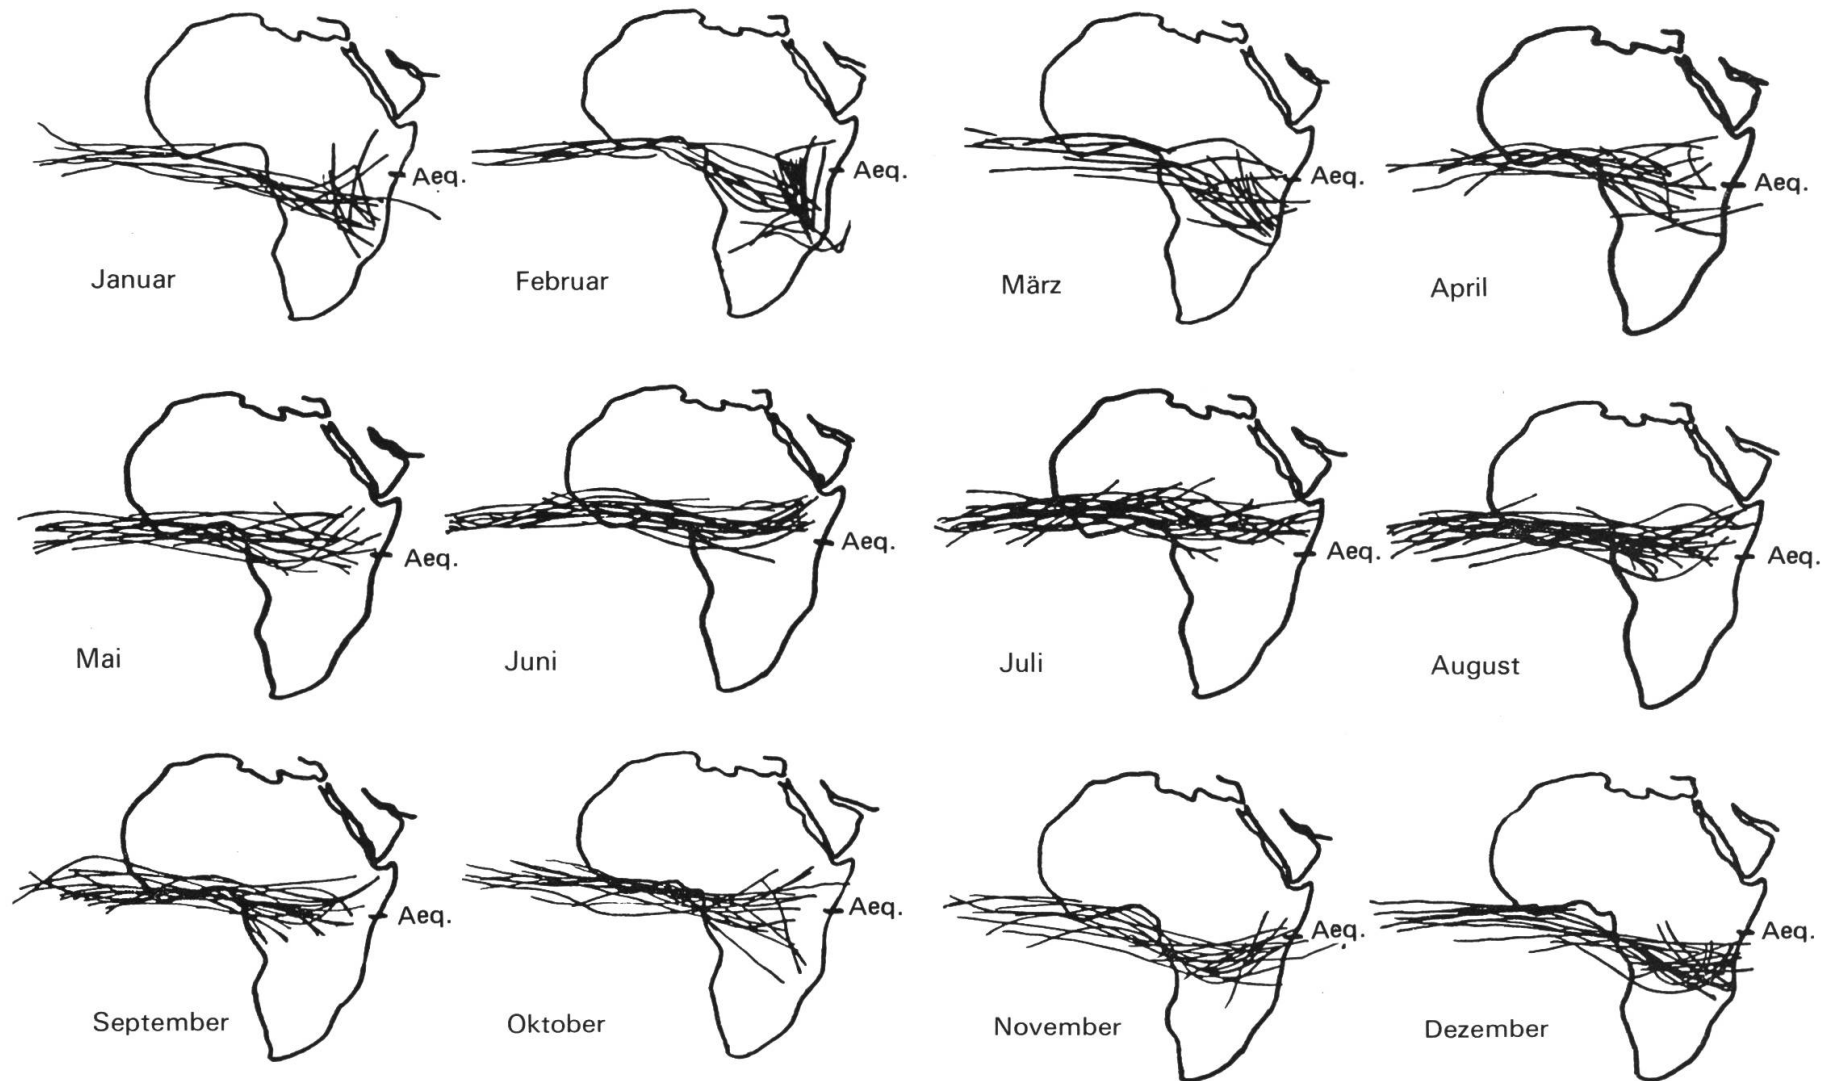 Aeq.
Aeq.
Aeq.
Aeq.
Januar
Februar
März
April
Aeq.
Aeq.
Aeq.
Aeq.
Mai
Juni
Juli
August
Aeq.
Aeq.
Aeq.
Aeq.
September
Oktober
November
Dezember